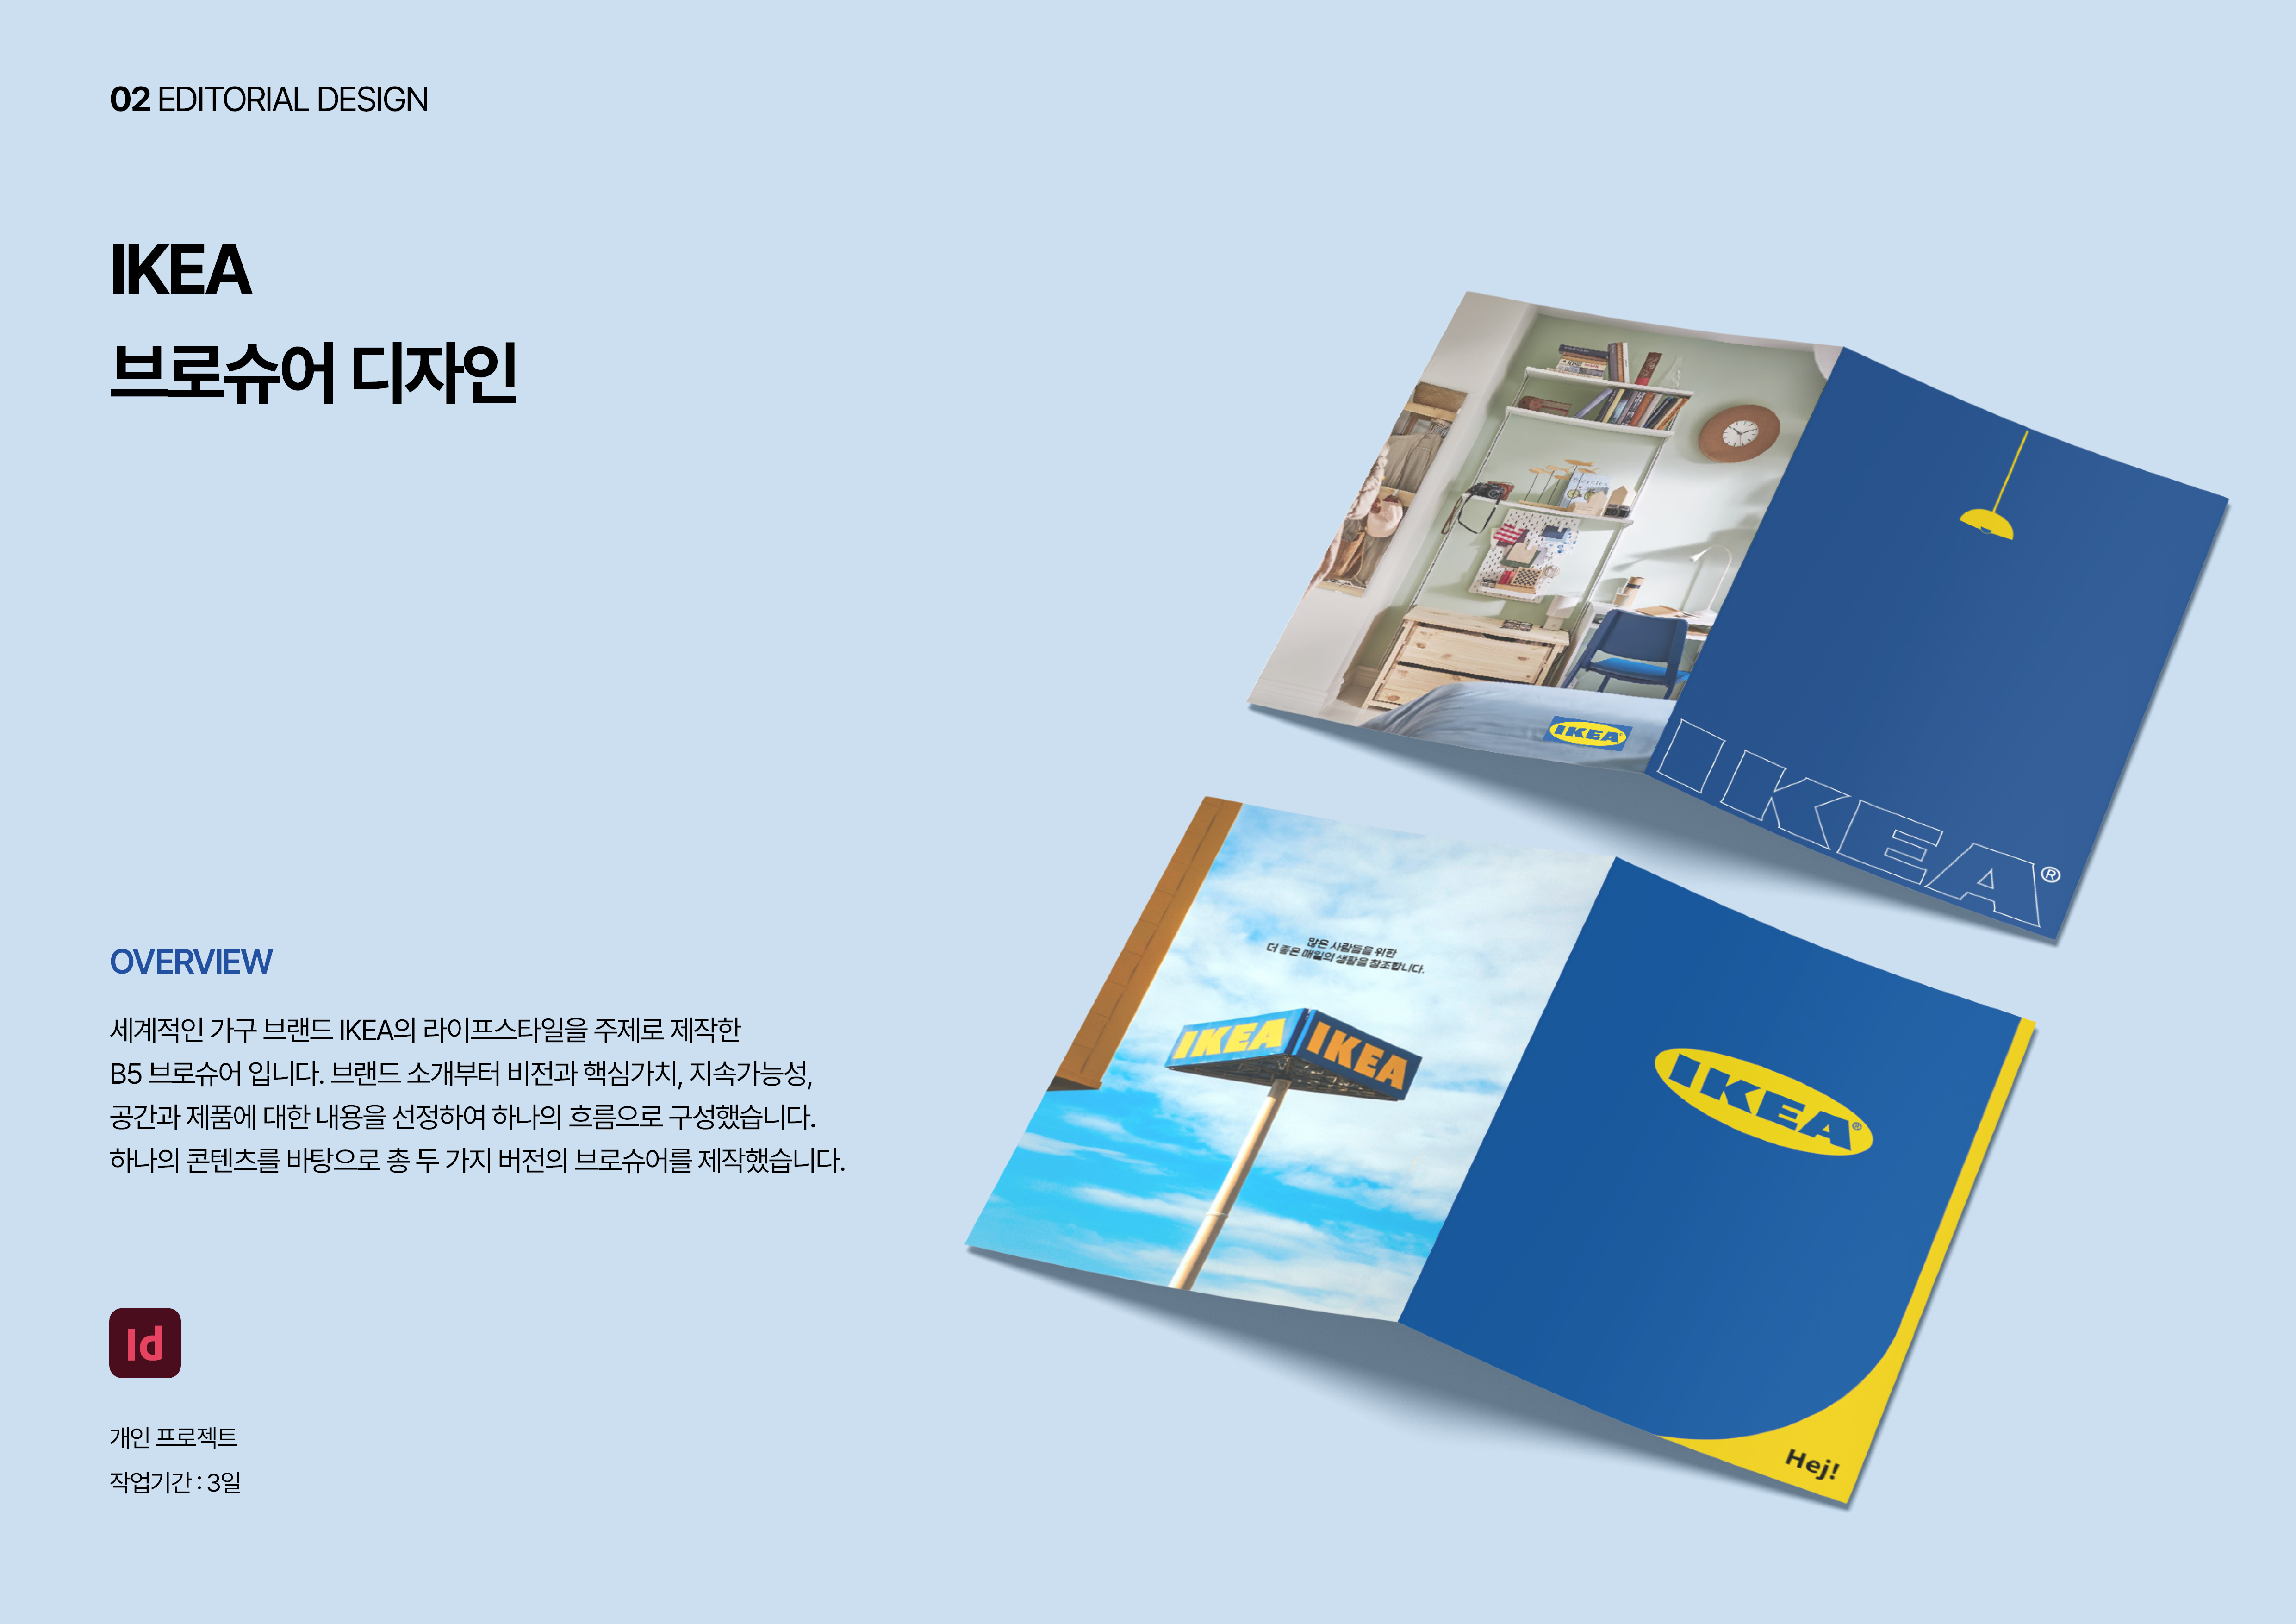 02 EDITORIAL DESIGN
IKEA
브로슈어 디자인
OVERVIEW
세계적인 가구 브랜드 IKEA의 라이프스타일을 주제로 제작한
B5 브로슈어 입니다. 브랜드 소개부터 비전과 핵심가치, 지속가능성,
공간과 제품에 대한 내용을 선정하여 하나의 흐름으로 구성했습니다.
하나의 콘텐츠를 바탕으로 총 두 가지 버전의 브로슈어를 제작했습니다.
Id
개인 프로젝트
작업기간 : 3일
IKEA
IKEA®
많은 사람들을 위한
더 좋은 매일의 생활을 창조합니다.
IKEA IKEA
IKEA®
Hej!